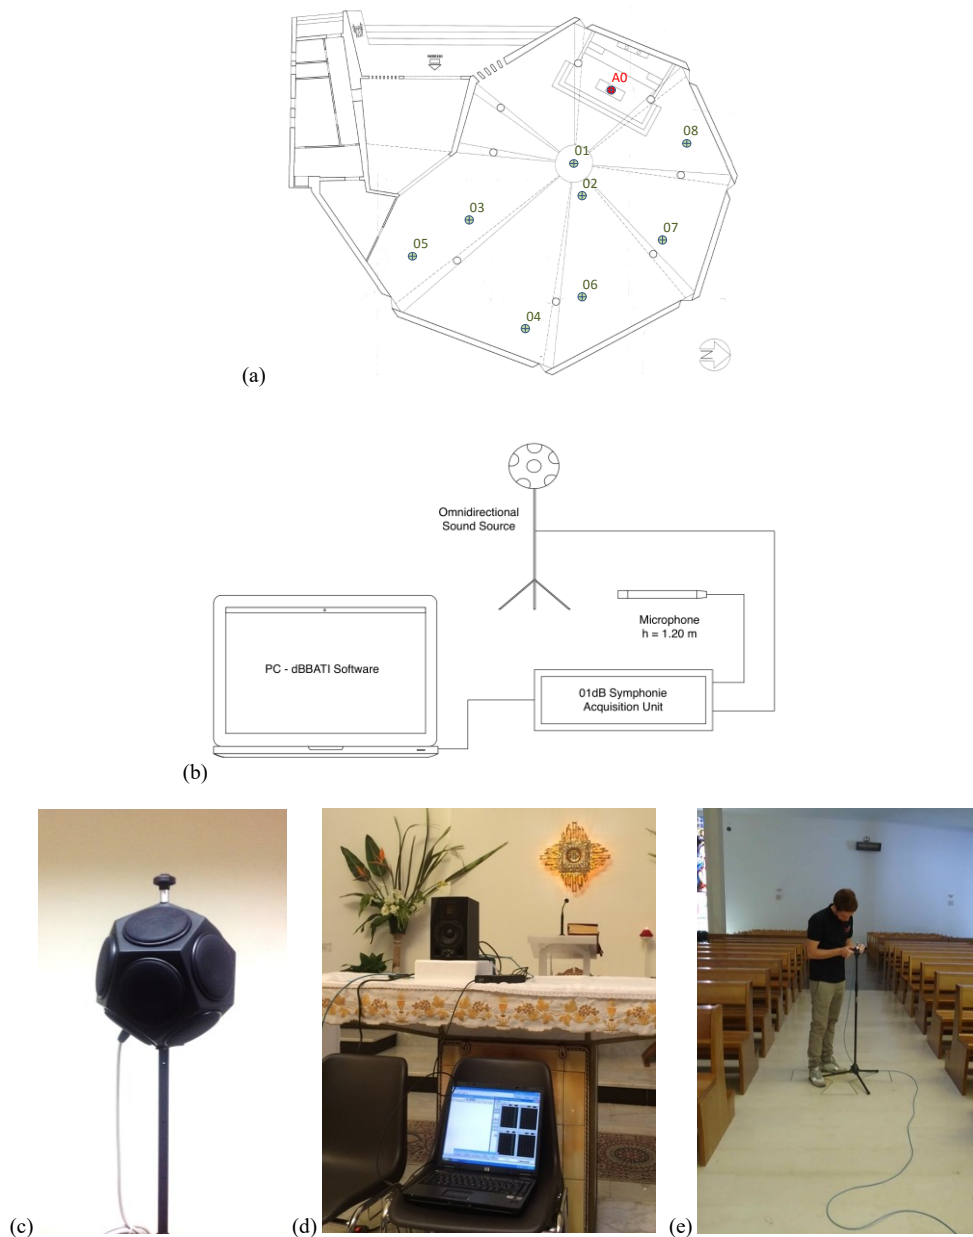 A0
08
01
02
03
07
05
06
04
N
(a)
Omnidirectional
Sound Source
Microphone
h = 1.20 m
PC - dBBATI Software
01dB Symphonie
Acquisition Unit
(b)
(c)
(d)
(e)